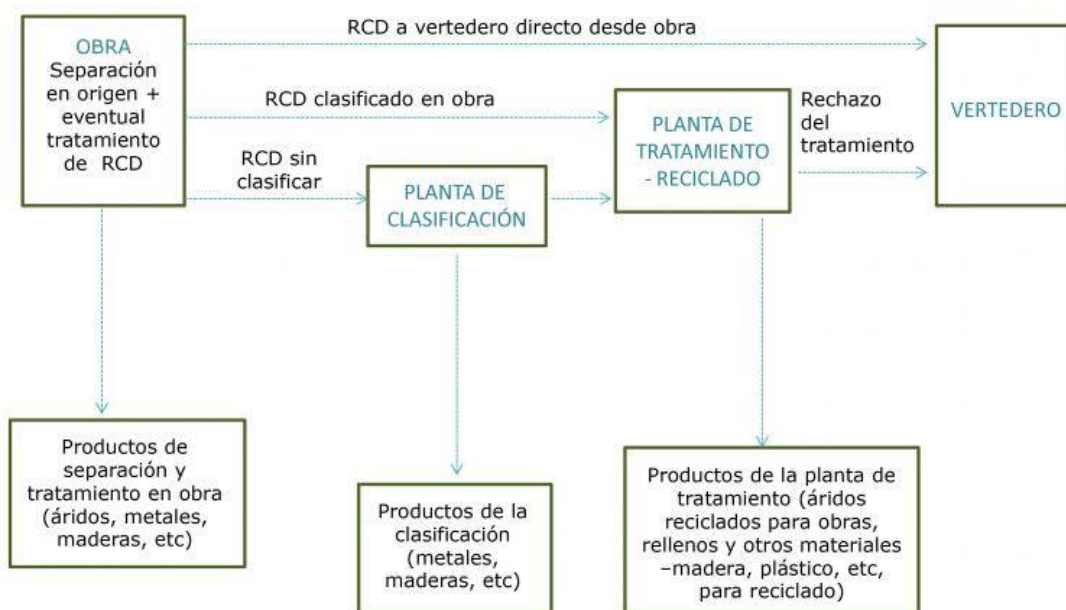 OBRA
Separación
en origen +
eventual
tratamiento
de RCD
RCD a vertedero directo desde obra
RCD clasificado en obra
RCD sin
clasificar
PLANTA DE
CLASIFICACIÓN
PLANTA DE
TRATAMIENTO
- RECICLADO
Rechazo
del
tratamiento
VERTEDERO
Productos de
separación y
tratamiento en obra
(áridos, metales,
maderas, etc)
Productos de la
clasificación
(metales,
maderas, etc)
Productos de la planta de
tratamiento (áridos
reciclados para obras,
rellenos y otros materiales
–madera, plástico, etc,
para reciclado)